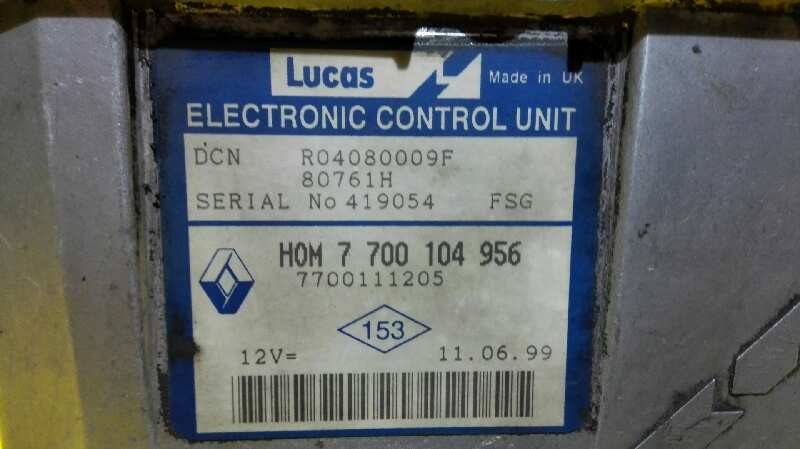 Lucas
Made in UK
ELECTRONIC CONTROL UNIT
DCN R04080009F
80761H
SERIAL No 419054 FSG
HOM 7 700 104 956
7700111205
153
12V= 11.06.99